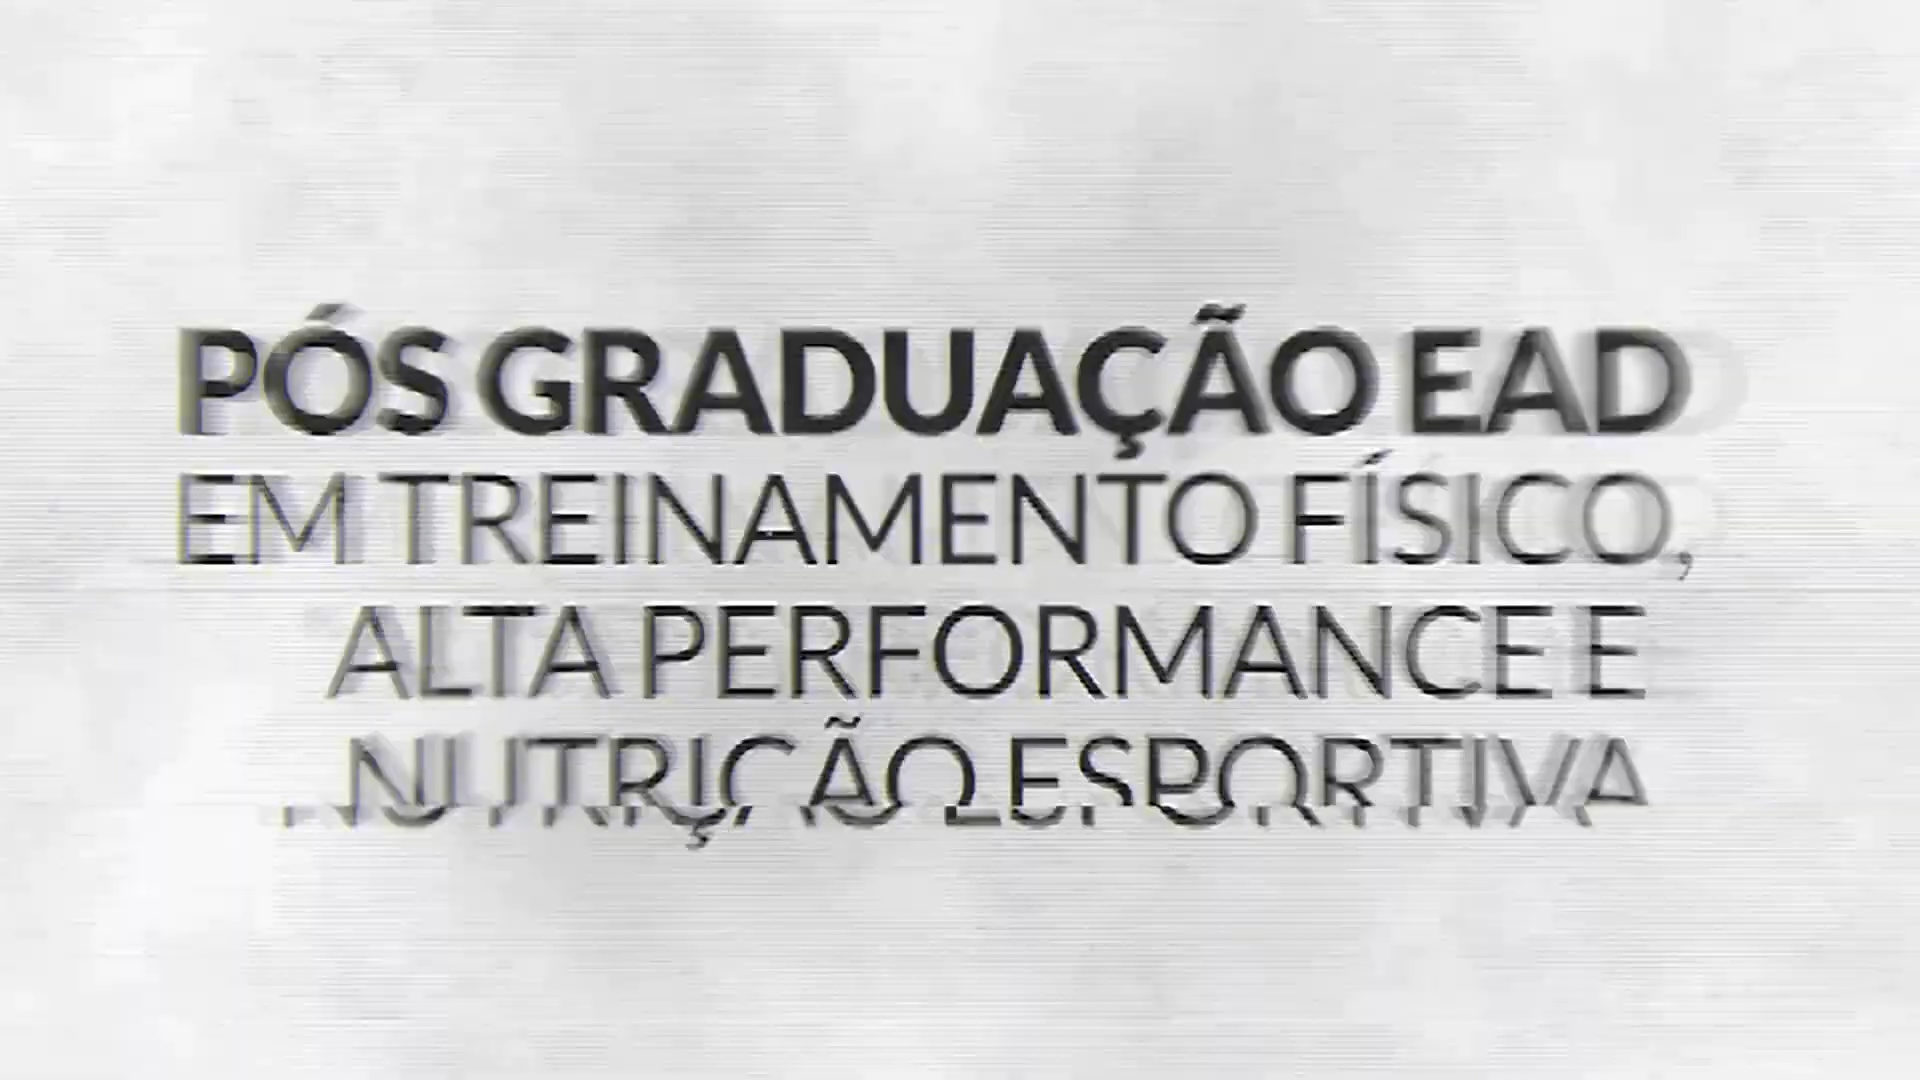 PÓS GRADUAÇÃO EAD
EM TREINAMENTO FÍSICO,
ALTA PERFORMANCE E
NUTRIÇÃO ESPORTIVA